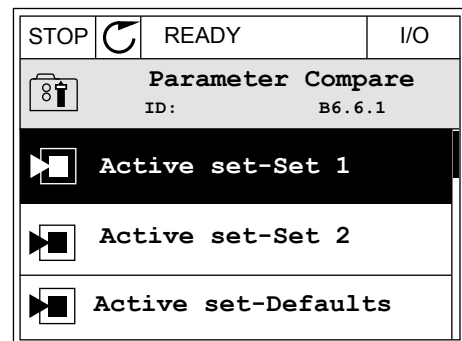 STOP READY I/O
Parameter Compare
ID: B6.6.1
Active set-Set 1
Active set-Set 2
Active set-Defaults